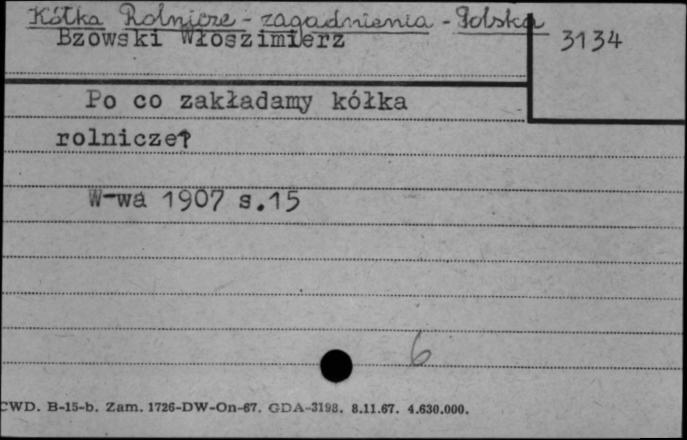 Kółka Rolnicze - zagadnienia - Polska
Bzowski Włoszimierz
3134
Po co zakładamy kółka
rolnicze?
W-wa 1907 s.15
6
CWD. B-15-b. Zam. 1726-DW-On-67. GDA-3198. 8.11.67. 4.630.000.